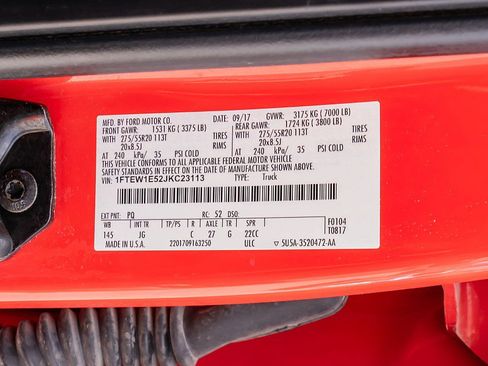 MFD. BY FORD MOTOR CO.
DATE: 09/17 GVWR: 3175 KG (7000 LB)
FRONT GAWR: 1531 KG (3375 LB) REAR GAWR: 1724 KG (3800 LB)
WITH 275/55R20 113T TIRES WITH 275/55R20 113T TIRES
20x8.5J RIMS 20x8.5J RIMS
AT 240 kPa/ 35 PSI COLD AT 240 kPa/ 35 PSI COLD
THIS VEHICLE CONFORMS TO ALL APPLICABLE FEDERAL MOTOR VEHICLE
SAFETY STANDARDS IN EFFECT ON THE DATE OF MANUFACTURE SHOWN ABOVE.
VIN: 1FTEW1E52JKC23113 TYPE: Truck
EXT PNT: PQ RC: 52 DSO: F0104
WB INT TR TP/PS R AXLE TR SPR T0817
145 JG C 27 G 22CC
MADE IN U.S.A. 2201709163250 ULC SU5A-3520472-AA